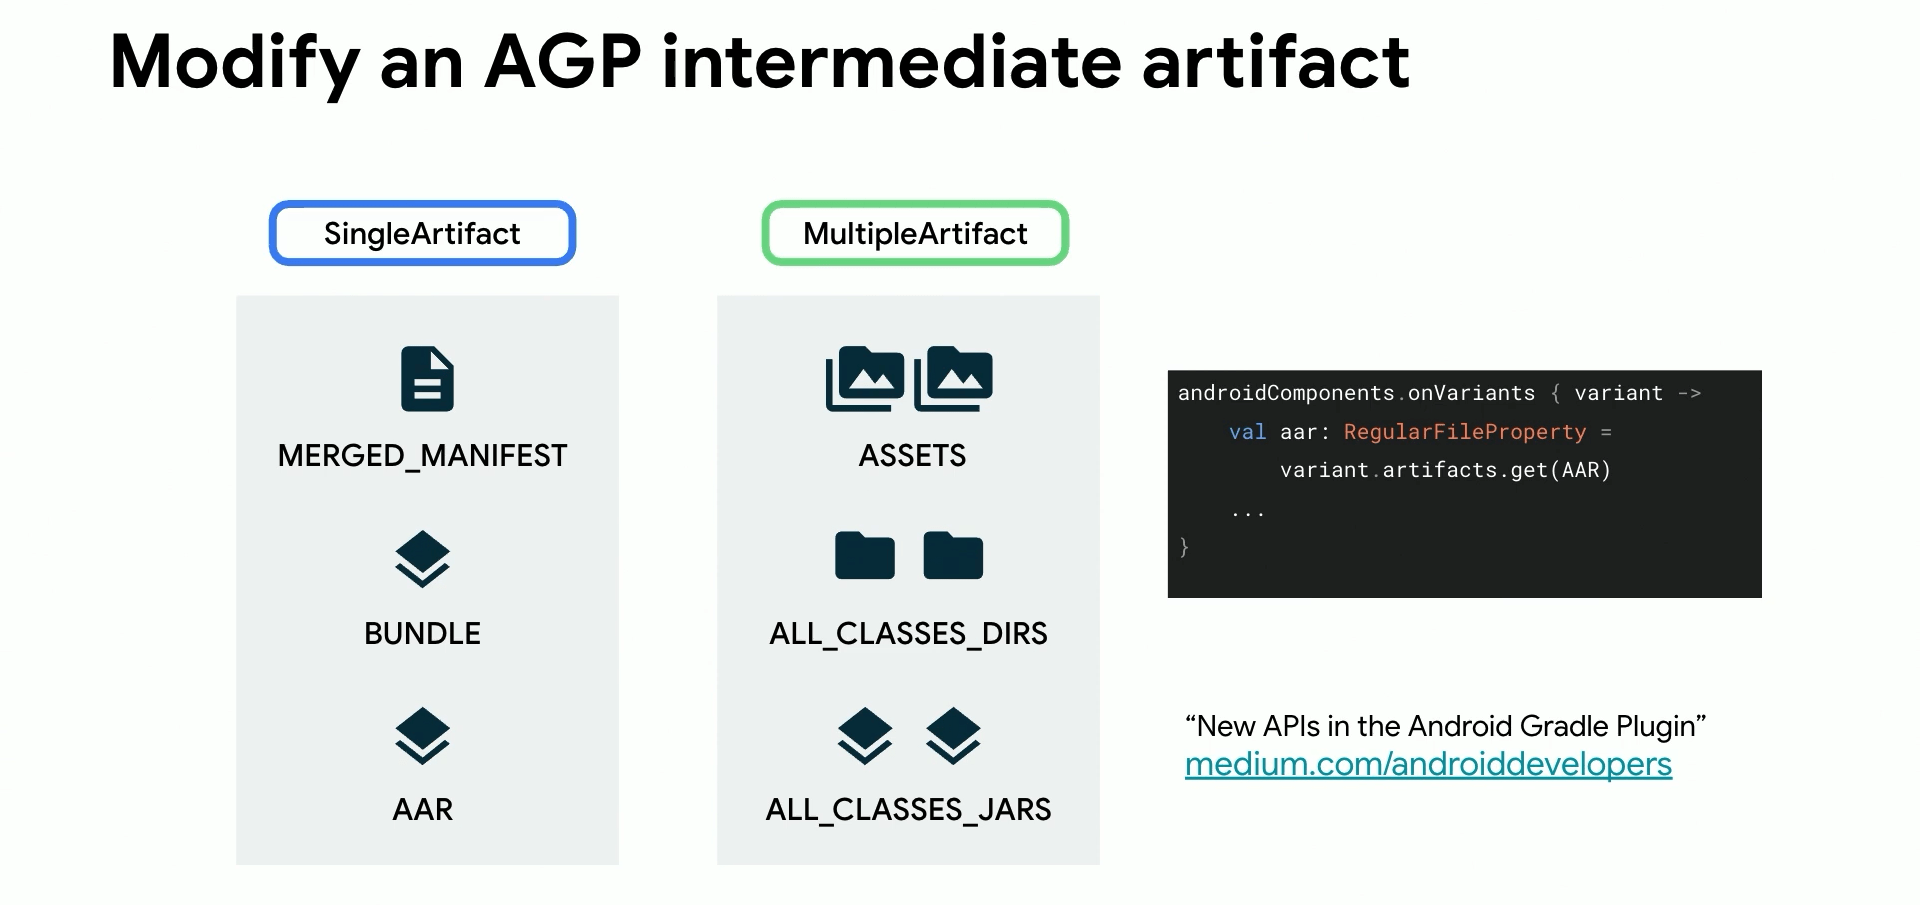 Modify an AGP intermediate artifact
SingleArtifact
MERGED_MANIFEST
BUNDLE
AAR
MultipleArtifact
ASSETS
ALL_CLASSES_DIRS
ALL_CLASSES_JARS
androidComponents.onVariants { variant ->
    val aar: RegularFileProperty =
        variant.artifacts.get(AAR)
    ...
}
“New APIs in the Android Gradle Plugin”
medium.com/androiddevelopers